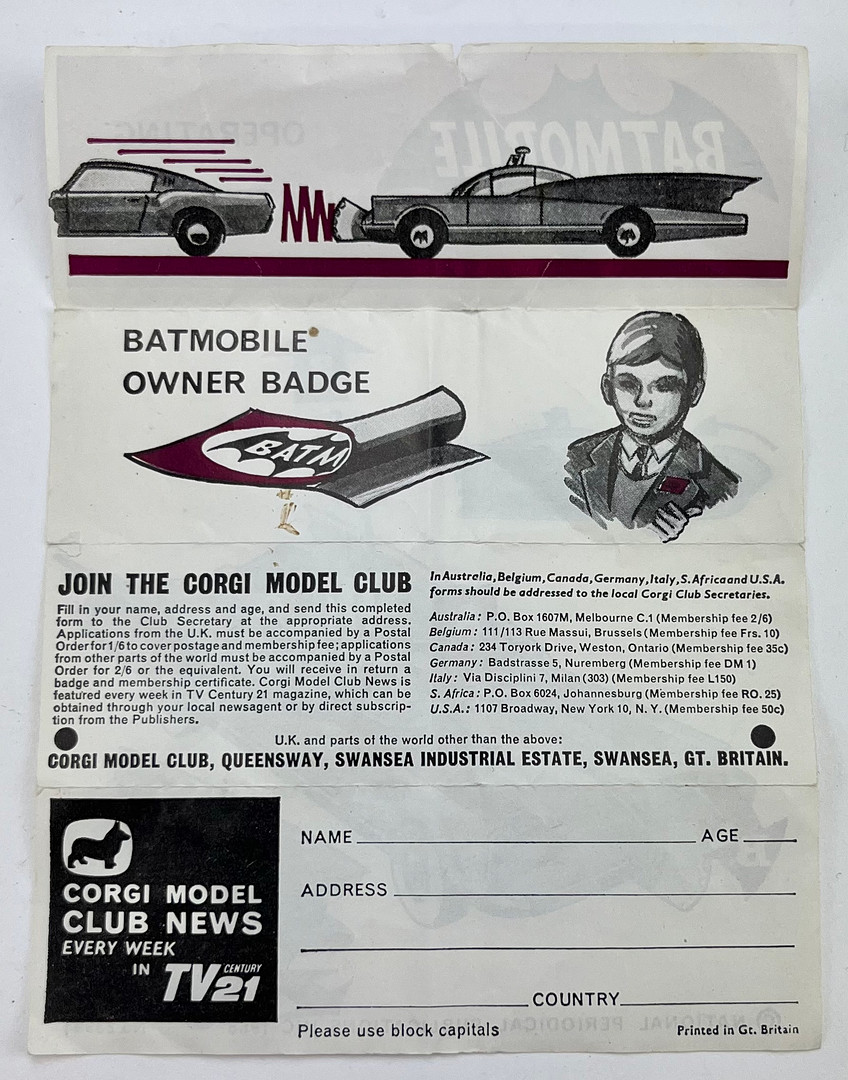 OPERATING
BATMOBILE
BATMOBILE
OWNER BADGE
BATM
JOIN THE CORGI MODEL CLUB
Fill in your name, address and age, and send this completed
form to the Club Secretary at the appropriate address.
Applications from the U.K. must be accompanied by a Postal
Order for 1/6 to cover postage and membership fee; applications
from other parts of the world must be accompanied by a Postal
Order for 2/6 or the equivalent. You will receive in return a
badge and membership certificate. Corgi Model Club News is
featured every week in TV Century 21 magazine, which can be
obtained through your local newsagent or by direct subscrip-
tion from the Publishers.
In Australia, Belgium, Canada, Germany, Italy, S. Africa and U.S.A.
forms should be addressed to the local Corgi Club Secretaries.
Australia: P.O. Box 1607M, Melbourne C.1 (Membership fee 2/6)
Belgium: 111/113 Rue Massui, Brussels (Membership fee Frs. 10)
Canada: 234 Toryork Drive, Weston, Ontario (Membership fee 35c)
Germany: Badstrasse 5, Nuremberg (Membership fee DM 1)
Italy: Via Disciplini 7, Milan (303) (Membership fee L150)
S. Africa: P.O. Box 6024, Johannesburg (Membership fee RO. 25)
U.S.A.: 1107 Broadway, New York 10, N. Y. (Membership fee 50c)
U.K. and parts of the world other than the above:
CORGI MODEL CLUB, QUEENSWAY, SWANSEA INDUSTRIAL ESTATE, SWANSEA, GT. BRITAIN.
CORGI MODEL
CLUB NEWS
EVERY WEEK
IN TV CENTURY 21
NAME AGE
ADDRESS
COUNTRY
Please use block capitals
Printed in Gt. Britain
© NATIONAL PERIODICAL PUBLICATIONS